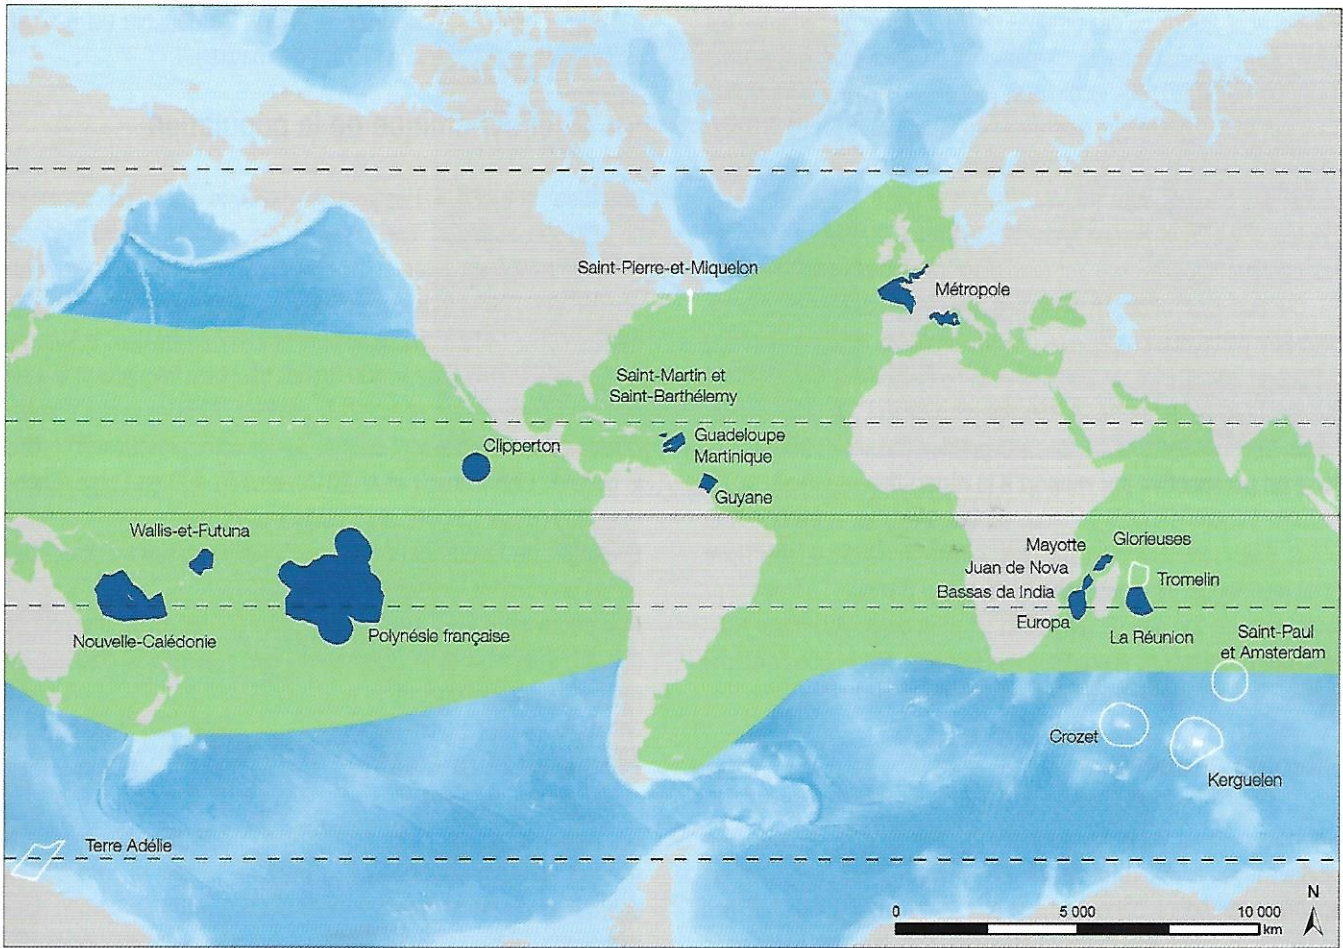 Saint-Pierre-et-Miquelon
Métropole
Saint-Martin et
Saint-Barthélemy
Clipperton
Guadeloupe
Martinique
Guyane
Wallis-et-Futuna
Mayotte
Glorieuses
Juan de Nova
Tromelin
Bassas da India
Europa
La Réunion
Saint-Paul
et Amsterdam
Nouvelle-Calédonie
Polynésie française
Crozet
Kerguelen
Terre Adélie
N
0 5 000 10 000
km